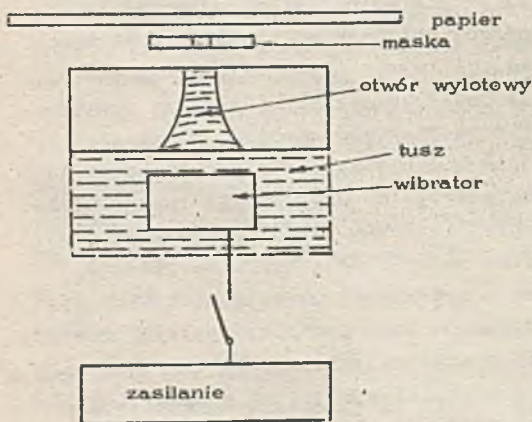 papier
maska
otwór wylotowy
tusz
wibrator
zasilanie